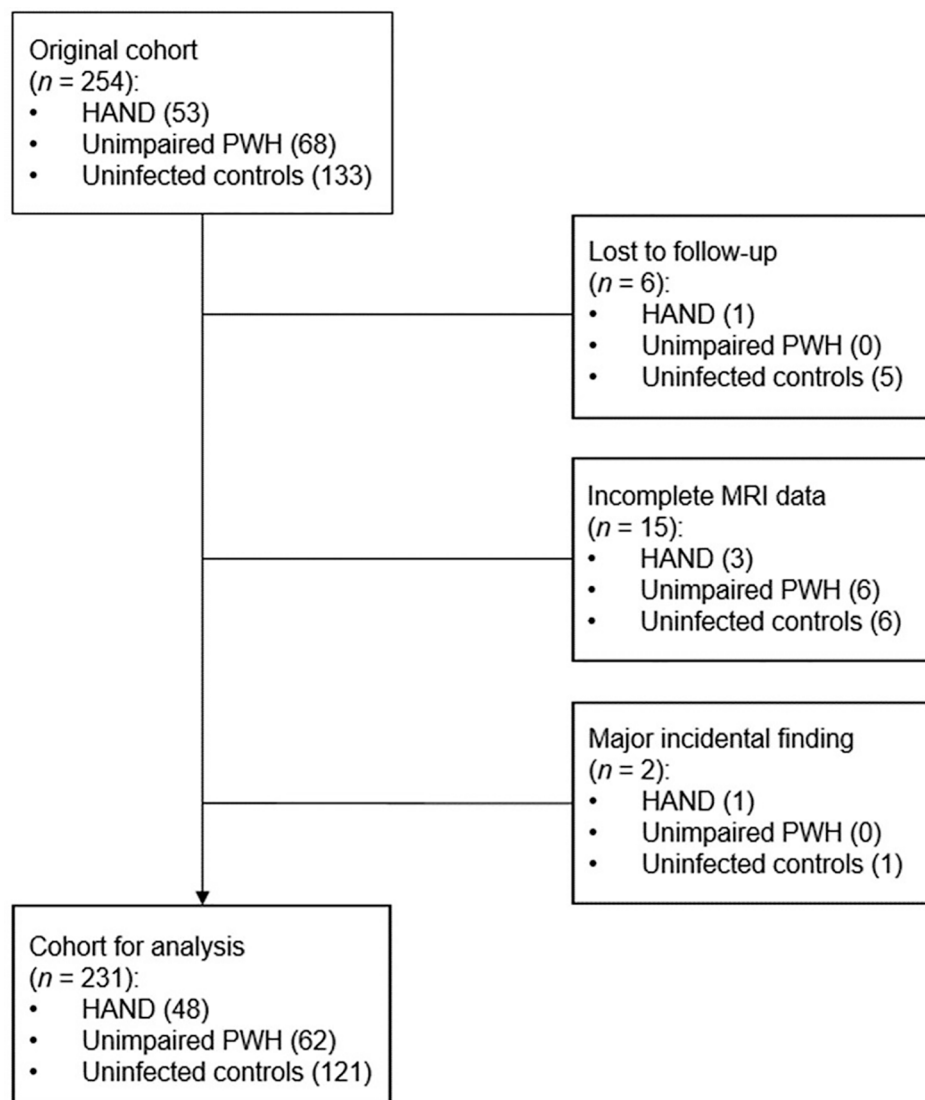 Original cohort
(n = 254):
• HAND (53)
• Unimpaired PWH (68)
• Uninfected controls (133)
Lost to follow-up
(n = 6):
• HAND (1)
• Unimpaired PWH (0)
• Uninfected controls (5)
Incomplete MRI data
(n = 15):
• HAND (3)
• Unimpaired PWH (6)
• Uninfected controls (6)
Major incidental finding
(n = 2):
• HAND (1)
• Unimpaired PWH (0)
• Uninfected controls (1)
Cohort for analysis
(n = 231):
• HAND (48)
• Unimpaired PWH (62)
• Uninfected controls (121)